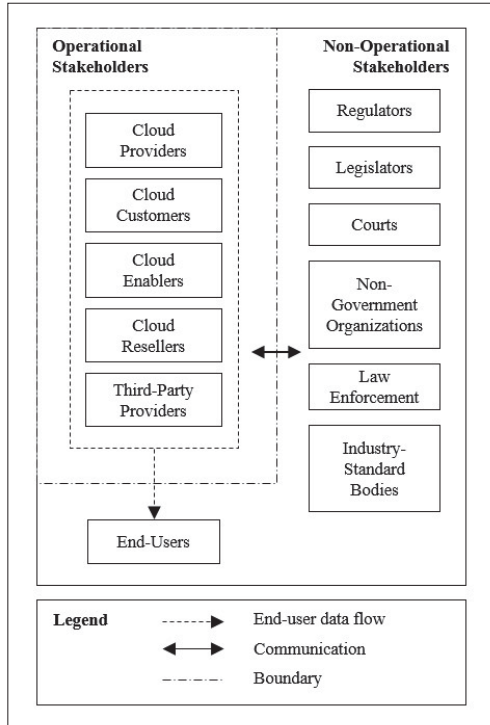 Operational
Stakeholders
Cloud
Providers
Cloud
Customers
Cloud
Enablers
Cloud
Resellers
Third-Party
Providers
End-Users
Non-Operational
Stakeholders
Regulators
Legislators
Courts
Non-
Government
Organizations
Law
Enforcement
Industry-
Standard
Bodies
Legend
End-user data flow
Communication
Boundary